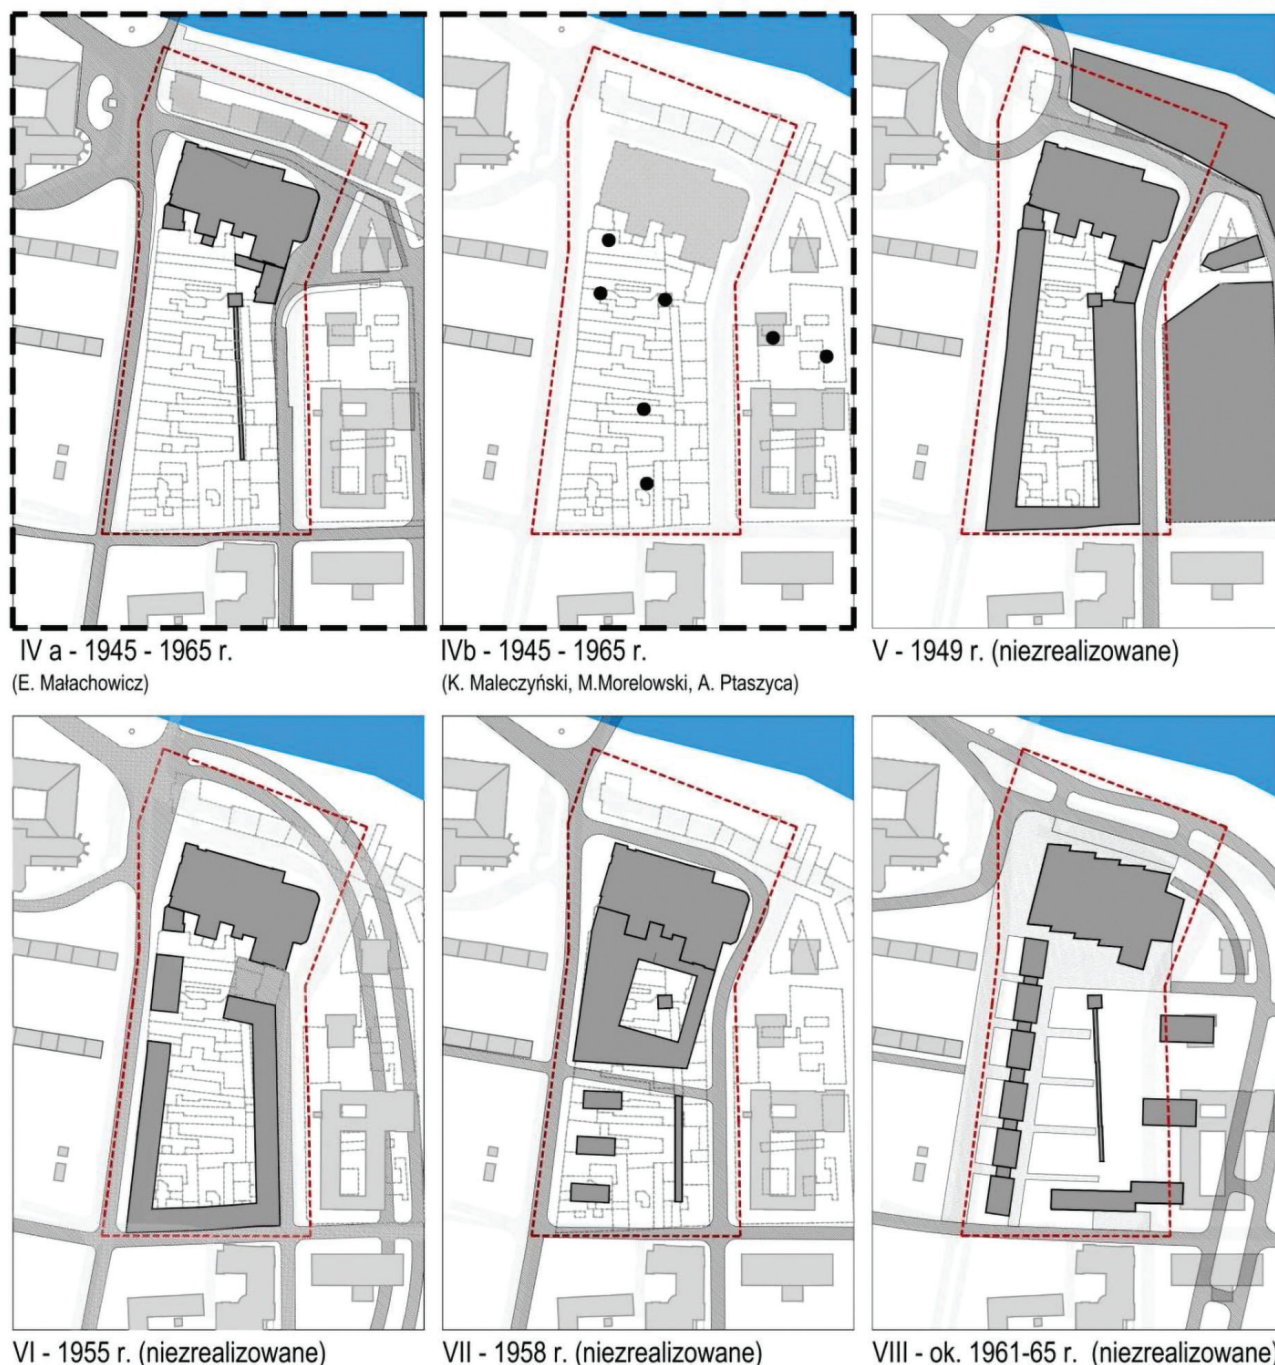 IV a - 1945 - 1965 r.
(E. Małachowicz)
IVb - 1945 - 1965 r.
(K. Maleczyński, M.Morelowski, A. Ptaszyca)
V - 1949 r. (niezrealizowane)
VI - 1955 r. (niezrealizowane)
VII - 1958 r. (niezrealizowane)
VIII - ok. 1961-65 r. (niezrealizowane)